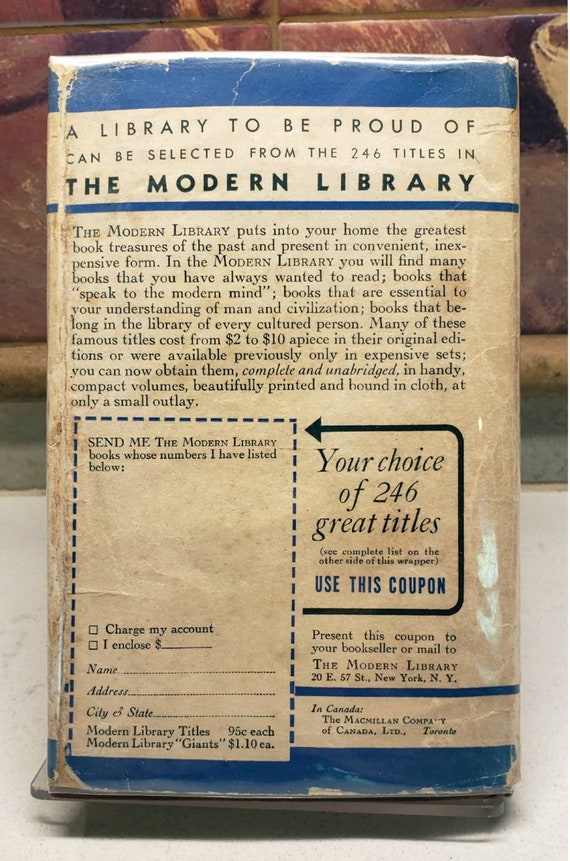 A LIBRARY TO BE PROUD OF
CAN BE SELECTED FROM THE 246 TITLES IN
THE MODERN LIBRARY
THE MODERN LIBRARY puts into your home the greatest
book treasures of the past and present in convenient, inex-
pensive form. In the MODERN LIBRARY you will find many
books that you have always wanted to read; books that
"speak to the modern mind"; books that are essential to
your understanding of man and civilization; books that be-
long in the library of every cultured person. Many of these
famous titles cost from $2 to $10 apiece in their original edi-
tions or were available previously only in expensive sets;
you can now obtain them, complete and unabridged, in handy,
compact volumes, beautifully printed and bound in cloth, at
only a small outlay.
SEND ME THE MODERN LIBRARY
books whose numbers I have listed
below:
☐ Charge my account
☐ I enclose $
Name
Address
City & State
Modern Library Titles 95c each
Modern Library "Giants" $1.10 ea.
Your choice
of 246
great titles
(see complete list on the
other side of this wrapper)
USE THIS COUPON
Present this coupon to
your bookseller or mail to
THE MODERN LIBRARY
20 E. 57 St., New York, N. Y.
In Canada:
THE MACMILLAN COMPANY
OF CANADA, LTD., Toronto